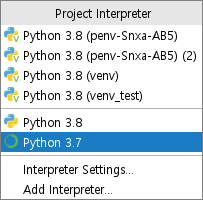 Project Interpreter
Python 3.8 (penv-Snxa-AB5)
Python 3.8 (penv-Snxa-AB5) (2)
Python 3.8 (venv)
Python 3.8 (venv_test)
Python 3.8
Python 3.7
Interpreter Settings...
Add Interpreter...